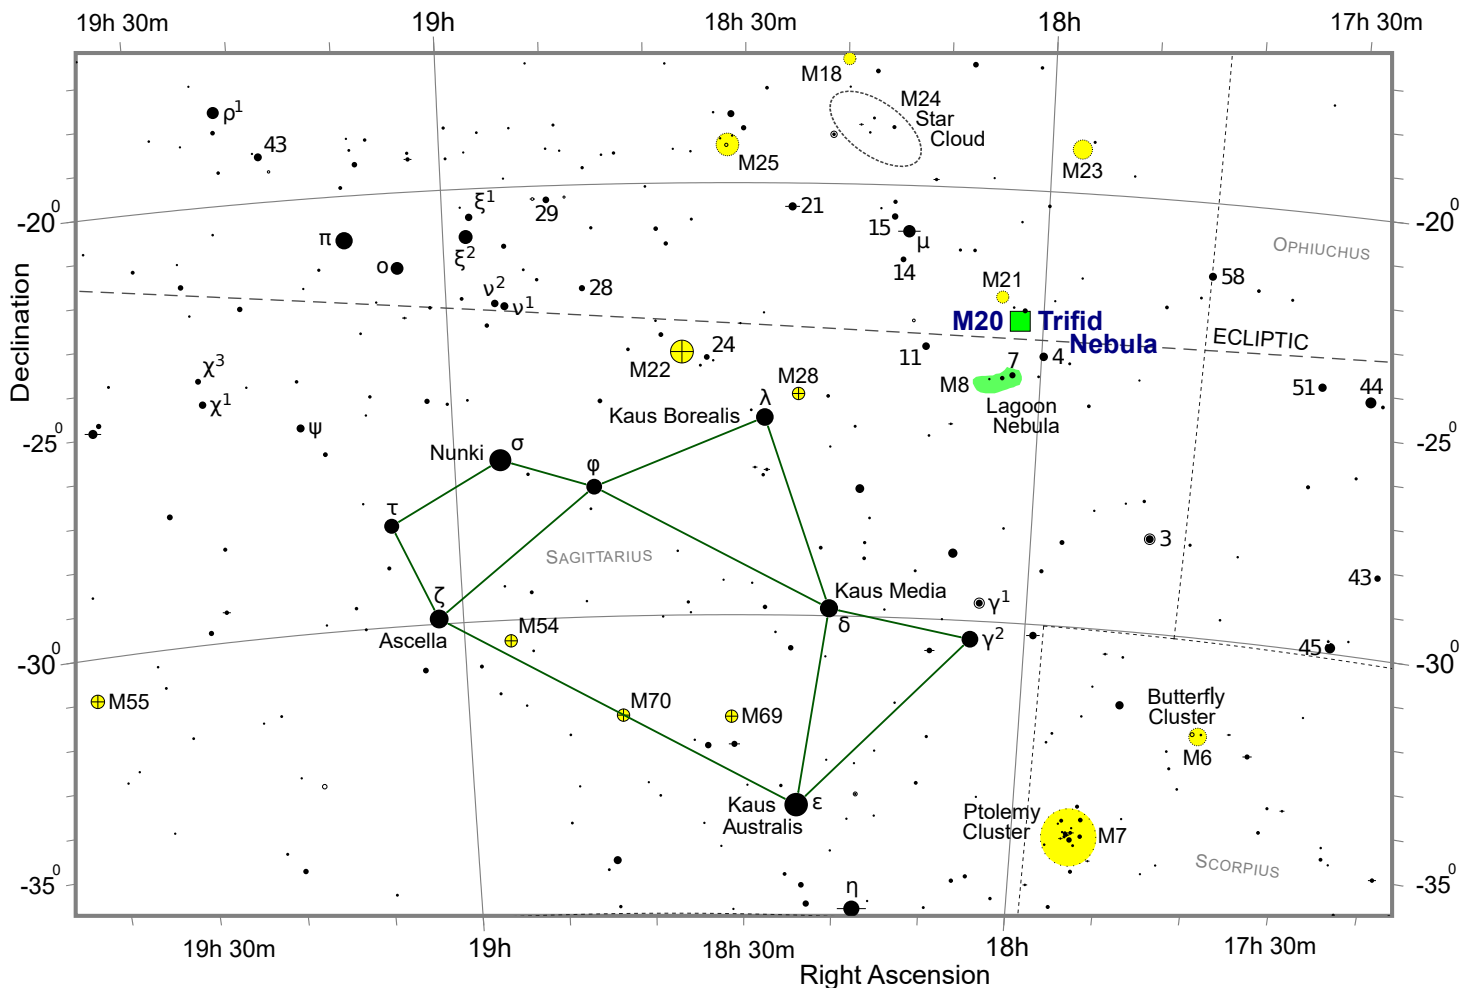 19h 30m
19h
18h 30m
18h
17h 30m
M18
M24
Star
Cloud
ρ1
43
M25
M23
ξ1
29
21
-20⁰
-20⁰
15
μ
π
ξ2
OPHIUCHUS
ο
14
58
M21
ν2
ν1
28
M20
Trifid
Nebula
ECLIPTIC
24
11
7
4
M22
χ3
M28
M8
51
44
χ1
λ
Kaus Borealis
Lagoon
Nebula
ψ
-25⁰
-25⁰
Nunki
σ
φ
τ
3
SAGITTARIUS
43
Kaus Media
ζ
γ1
M54
δ
Ascella
γ2
45
-30⁰
-30⁰
M55
M70
M69
Butterfly
Cluster
M6
Kaus
Australis
ε
Ptolemy
Cluster
M7
SCORPIUS
-35⁰
-35⁰
η
Declination
19h 30m
19h
18h 30m
18h
17h 30m
Right Ascension